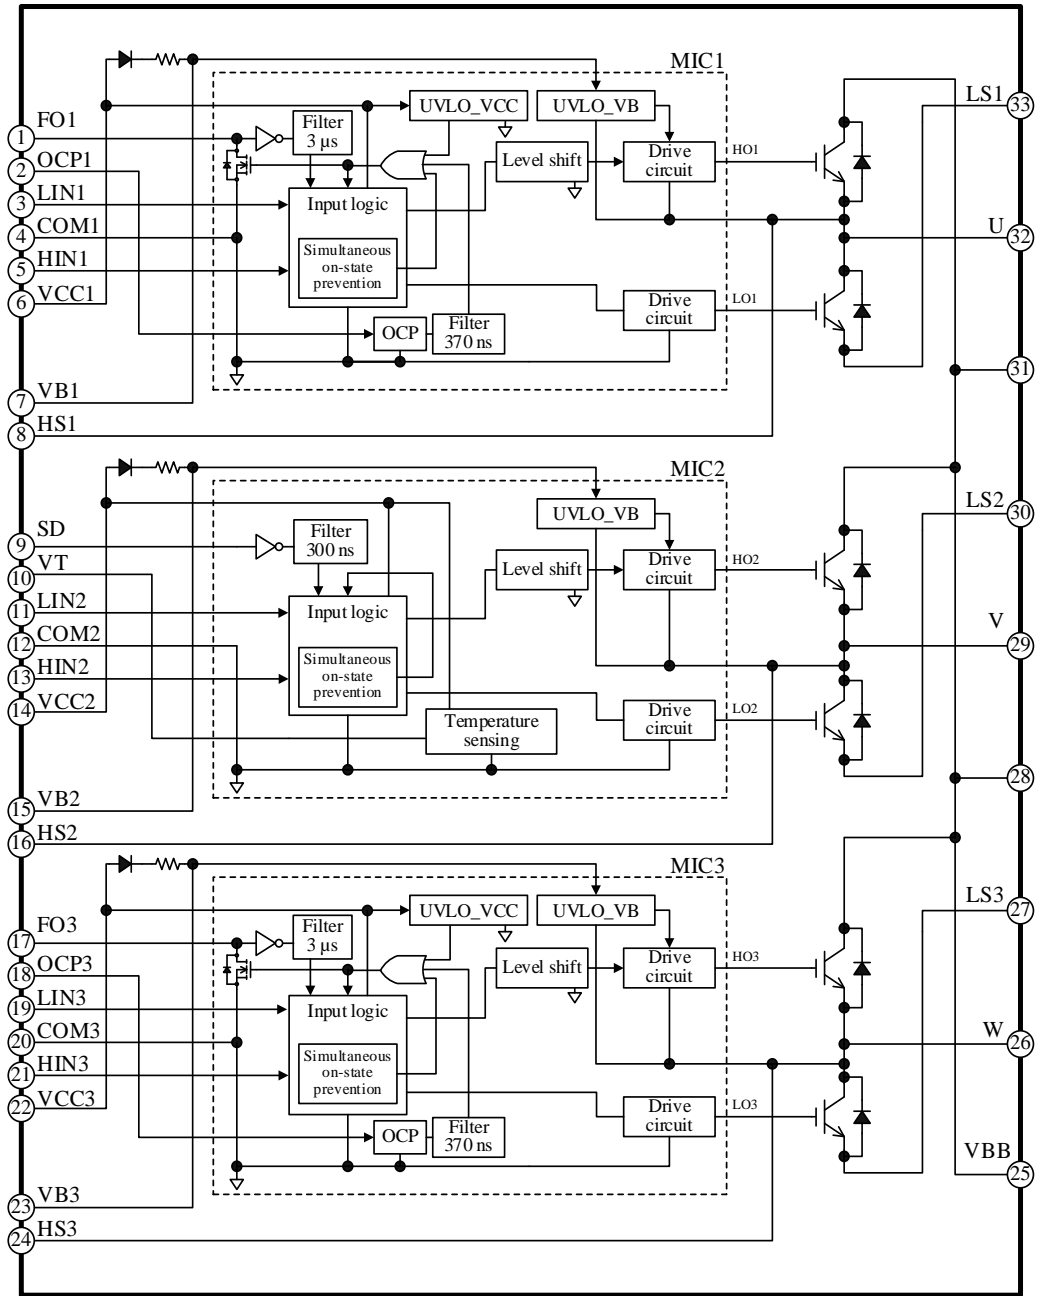 MIC1
UVLO_VCC
UVLO_VB
LS1
33
FO1
1
Filter
3 µs
OCP1
2
Level shift
Drive
circuit
HO1
LIN1
3
Input logic
COM1
4
U
32
HIN1
5
Simultaneous
on-state
prevention
VCC1
6
Drive
circuit
LO1
OCP
Filter
370 ns
31
VB1
7
HS1
8
MIC2
UVLO_VB
LS2
30
SD
9
Filter
300 ns
VT
10
Level shift
Drive
circuit
HO2
LIN2
11
Input logic
COM2
12
V
29
HIN2
13
Simultaneous
on-state
prevention
VCC2
14
Temperature
sensing
Drive
circuit
LO2
28
VB2
15
HS2
16
MIC3
UVLO_VCC
UVLO_VB
LS3
27
FO3
17
Filter
3 µs
OCP3
18
Level shift
Drive
circuit
HO3
LIN3
19
Input logic
COM3
20
W
26
HIN3
21
Simultaneous
on-state
prevention
VCC3
22
Drive
circuit
LO3
OCP
Filter
370 ns
VBB
25
VB3
23
HS3
24